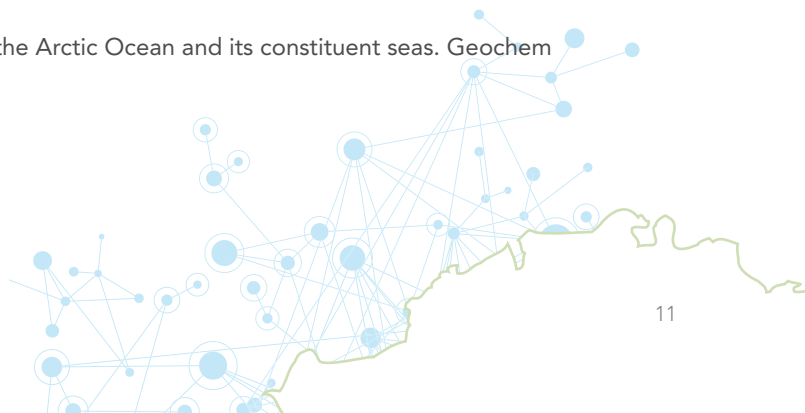 the Arctic Ocean and its constituent seas. Geochem
11